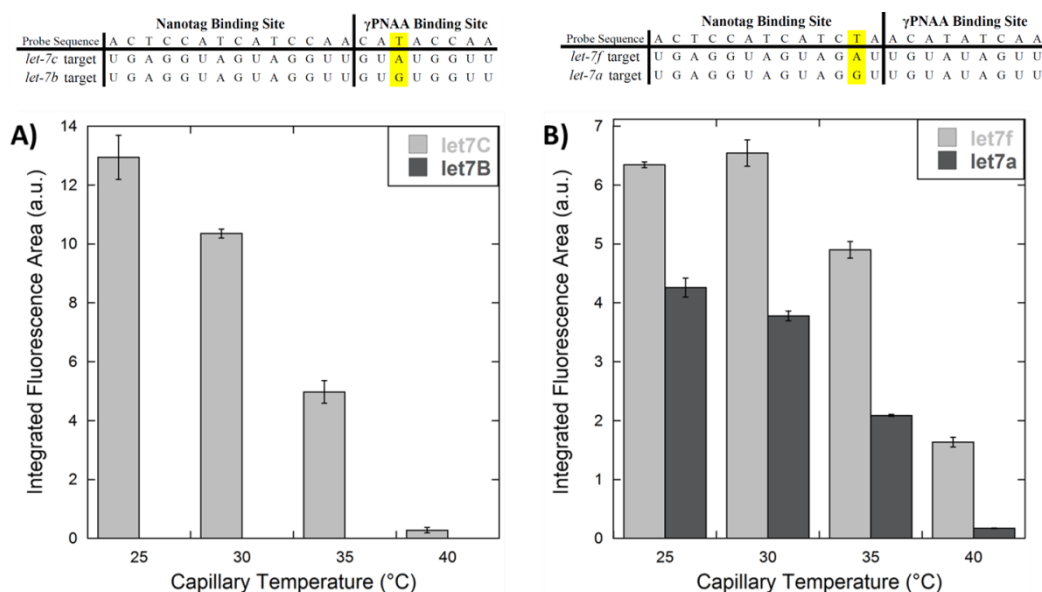 Nanotag Binding Site γPNAA Binding Site
Probe Sequence A C T C C A T C A T C C A A C A T A C C A A
let-7c target U G A G G U A G U A G G U U G U A U G G U U
let-7b target U G A G G U A G U A G G U U G U G U G G U U
Nanotag Binding Site γPNAA Binding Site
Probe Sequence A C T C C A T C A T C T A A C A T A T C A A
let-7f target U G A G G U A G U A G A U U G U A U A G U U
let-7a target U G A G G U A G U A G G U U G U A U A G U U
A)
let7C
let7B
Integrated Fluorescence Area (a.u.)
14
12
10
8
6
4
2
0
25 30 35 40
Capillary Temperature (°C)
B)
let7f
let7a
Integrated Fluorescence Area (a.u.)
7
6
5
4
3
2
1
0
25 30 35 40
Capillary Temperature (°C)